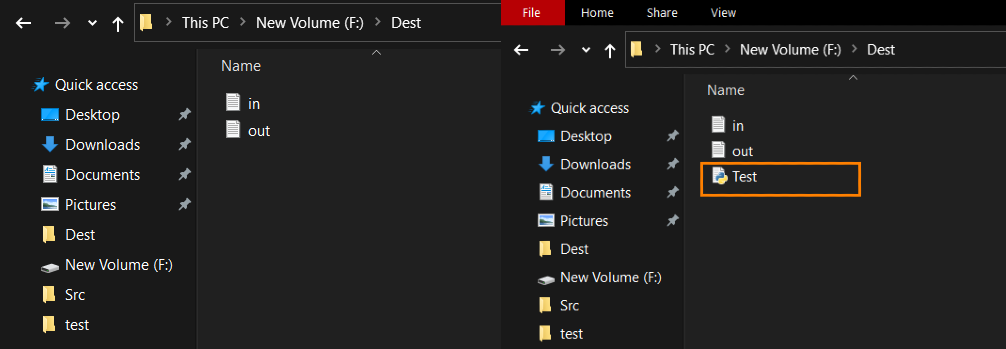 This PC > New Volume (F:) > Dest
Name
Quick access
in
Desktop
out
Downloads
Documents
Pictures
Dest
New Volume (F:)
Src
test
File Home Share View
This PC > New Volume (F:) > Dest
Name
Quick access
in
Desktop
out
Downloads
Test
Documents
Pictures
Dest
New Volume (F:)
Src
test